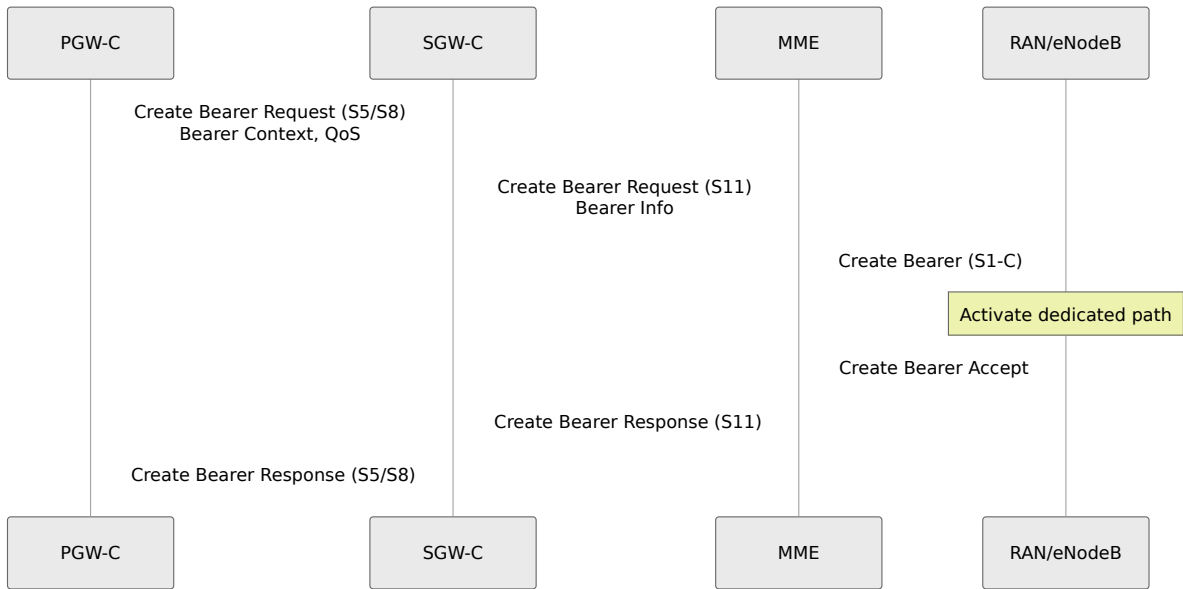 PGW-C
SGW-C
MME
RAN/eNodeB
Create Bearer Request (S5/S8)
Bearer Context, QoS
Create Bearer Request (S11)
Bearer Info
Create Bearer (S1-C)
Activate dedicated path
Create Bearer Accept
Create Bearer Response (S11)
Create Bearer Response (S5/S8)
PGW-C
SGW-C
MME
RAN/eNodeB